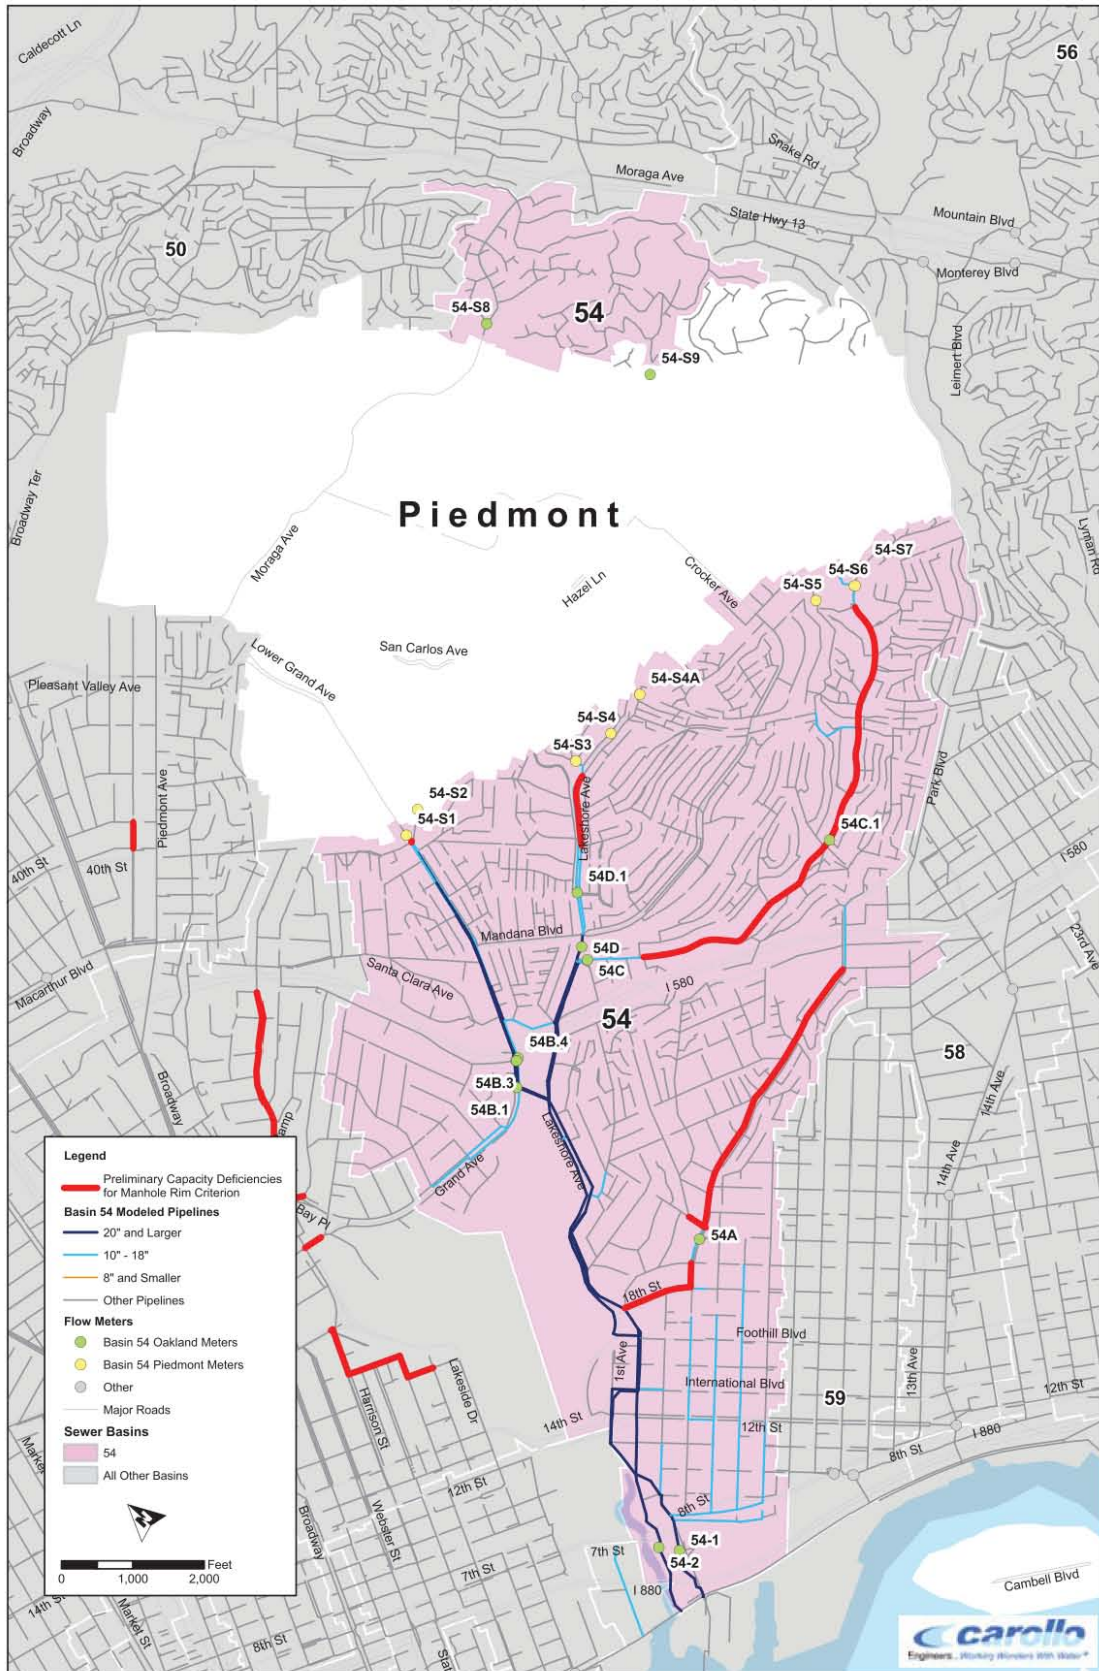 Caldecott Ln
56
Broadway
Snake Rd
Moraga Ave
State Hwy 13
Mountain Blvd
50
Monterey Blvd
54-S8
54
54-S9
Leimert Blvd
Broadway Ter
Piedmont
Moraga Ave
Lyman Rd
54-S7
Crocker Ave
54-S6
54-S5
Hazel Ln
San Carlos Ave
Lower Grand Ave
54-S4A
Pleasant Valley Ave
54-S4
54-S3
Park Blvd
Piedmont Ave
Lakeshore Ave
54-S2
54-S1
54C.1
I 580
40th St
40th St
54D.1
23rd Ave
Mandana Blvd
54D
54C
Santa Clara Ave
Macarthur Blvd
I 580
54
54B.4
58
14th Ave
Broadway
54B.3
54B.1
Lakeshore Ave
14th Ave
Grand Ave
Bay Pl
54A
Legend
Preliminary Capacity Deficiencies
for Manhole Rim Criterion
Basin 54 Modeled Pipelines
20" and Larger
10" - 18"
8" and Smaller
Other Pipelines
Flow Meters
Basin 54 Oakland Meters
Basin 54 Piedmont Meters
Other
Major Roads
Sewer Basins
54
All Other Basins
N
Feet
0 1,000 2,000
18th St
Foothill Blvd
1st Ave
International Blvd
13th Ave
12th St
Lakeside Dr
Harrison St
59
14th St
12th St
I 880
8th St
12th St
Webster St
Broadway
8th St
54-1
7th St
54-2
7th St
I 880
Cambell Blvd
14th St
Market St
8th St
carollo
Engineers...Working Wonders With Water®